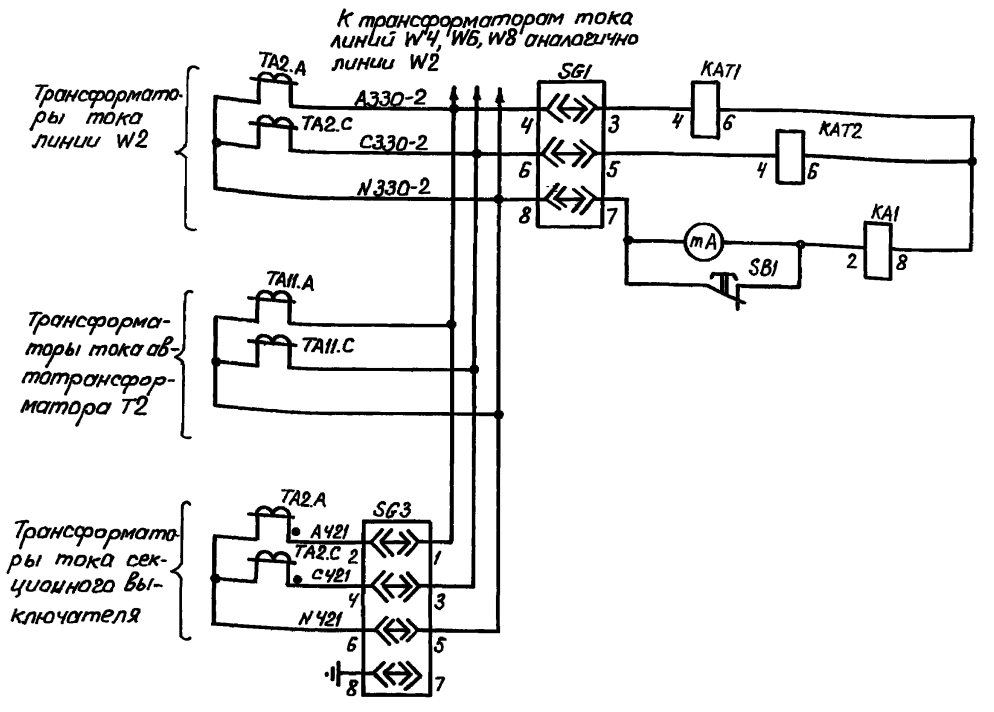 К трансформаторам тока
линий W4, W6, W8 аналогично
линии W2
Трансформато-
ры тока
линии W2
TA2.A
A330-2
TA2.C
C330-2
N330-2
SG1
4
3
6
5
8
7
KAT1
4
6
KAT2
4
6
mA
SB1
KA1
2
8
Трансформа-
торы тока ав-
тотрансфор-
матора Т2
TA11.A
TA11.C
Трансформато-
ры тока сек-
ционного вы-
ключателя
TA2.A
A421
TA2.C
C421
N421
SG3
2
1
4
3
6
5
8
7